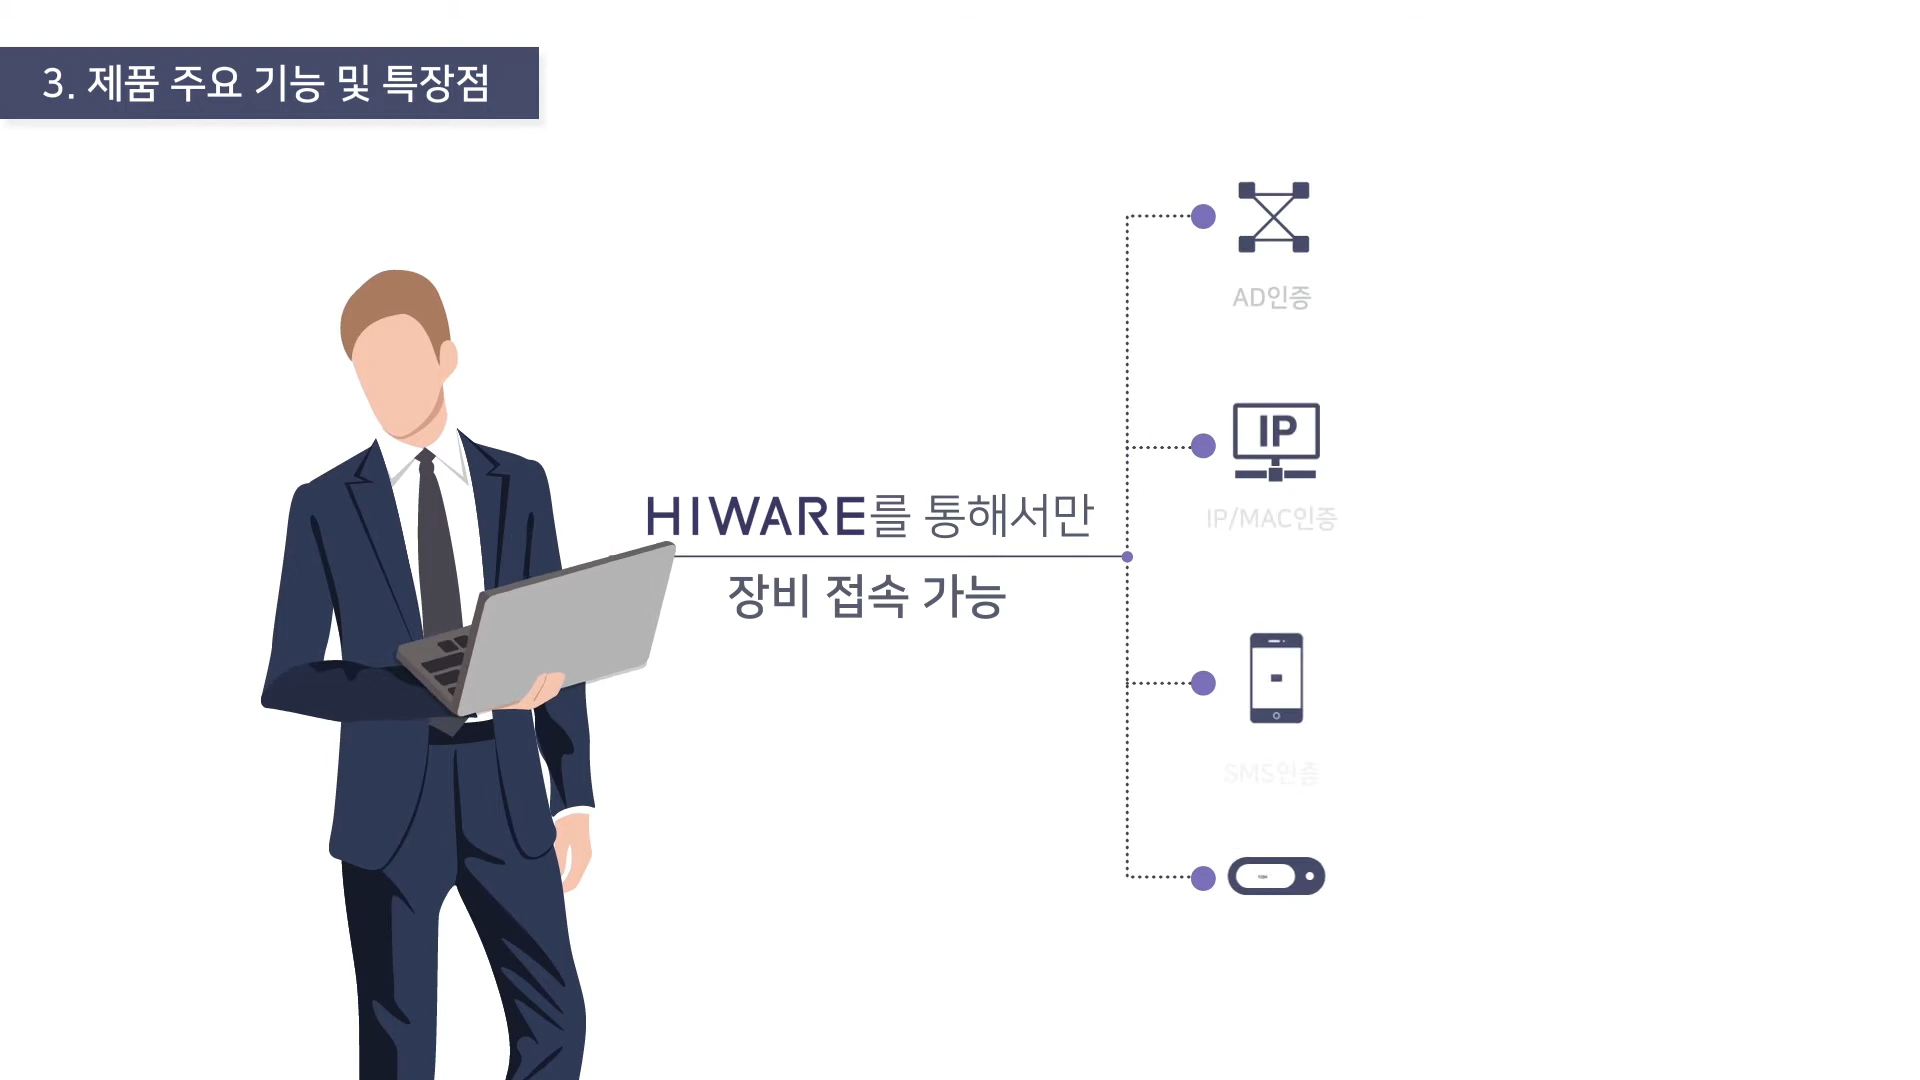 3. 제품 주요 기능 및 특장점
AD인증
IP
IP/MAC인증
HIWARE를 통해서만
장비 접속 가능
SMS인증